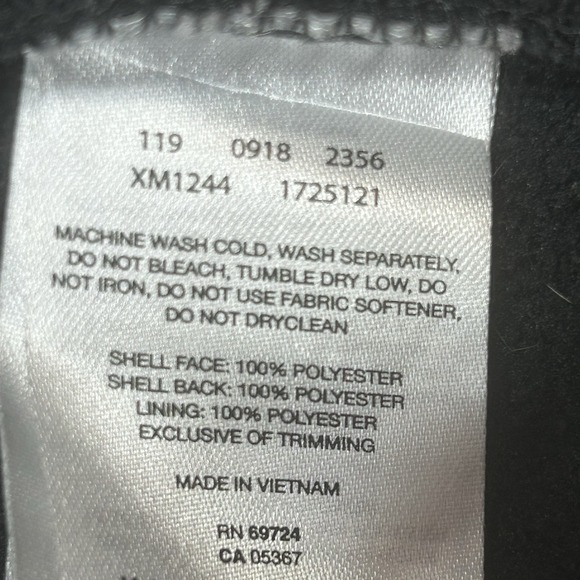 119 0918 2356
XM1244 1725121
MACHINE WASH COLD, WASH SEPARATELY,
DO NOT BLEACH, TUMBLE DRY LOW, DO
NOT IRON, DO NOT USE FABRIC SOFTENER,
DO NOT DRYCLEAN
SHELL FACE: 100% POLYESTER
SHELL BACK: 100% POLYESTER
LINING: 100% POLYESTER
EXCLUSIVE OF TRIMMING
MADE IN VIETNAM
RN 69724
CA 05367